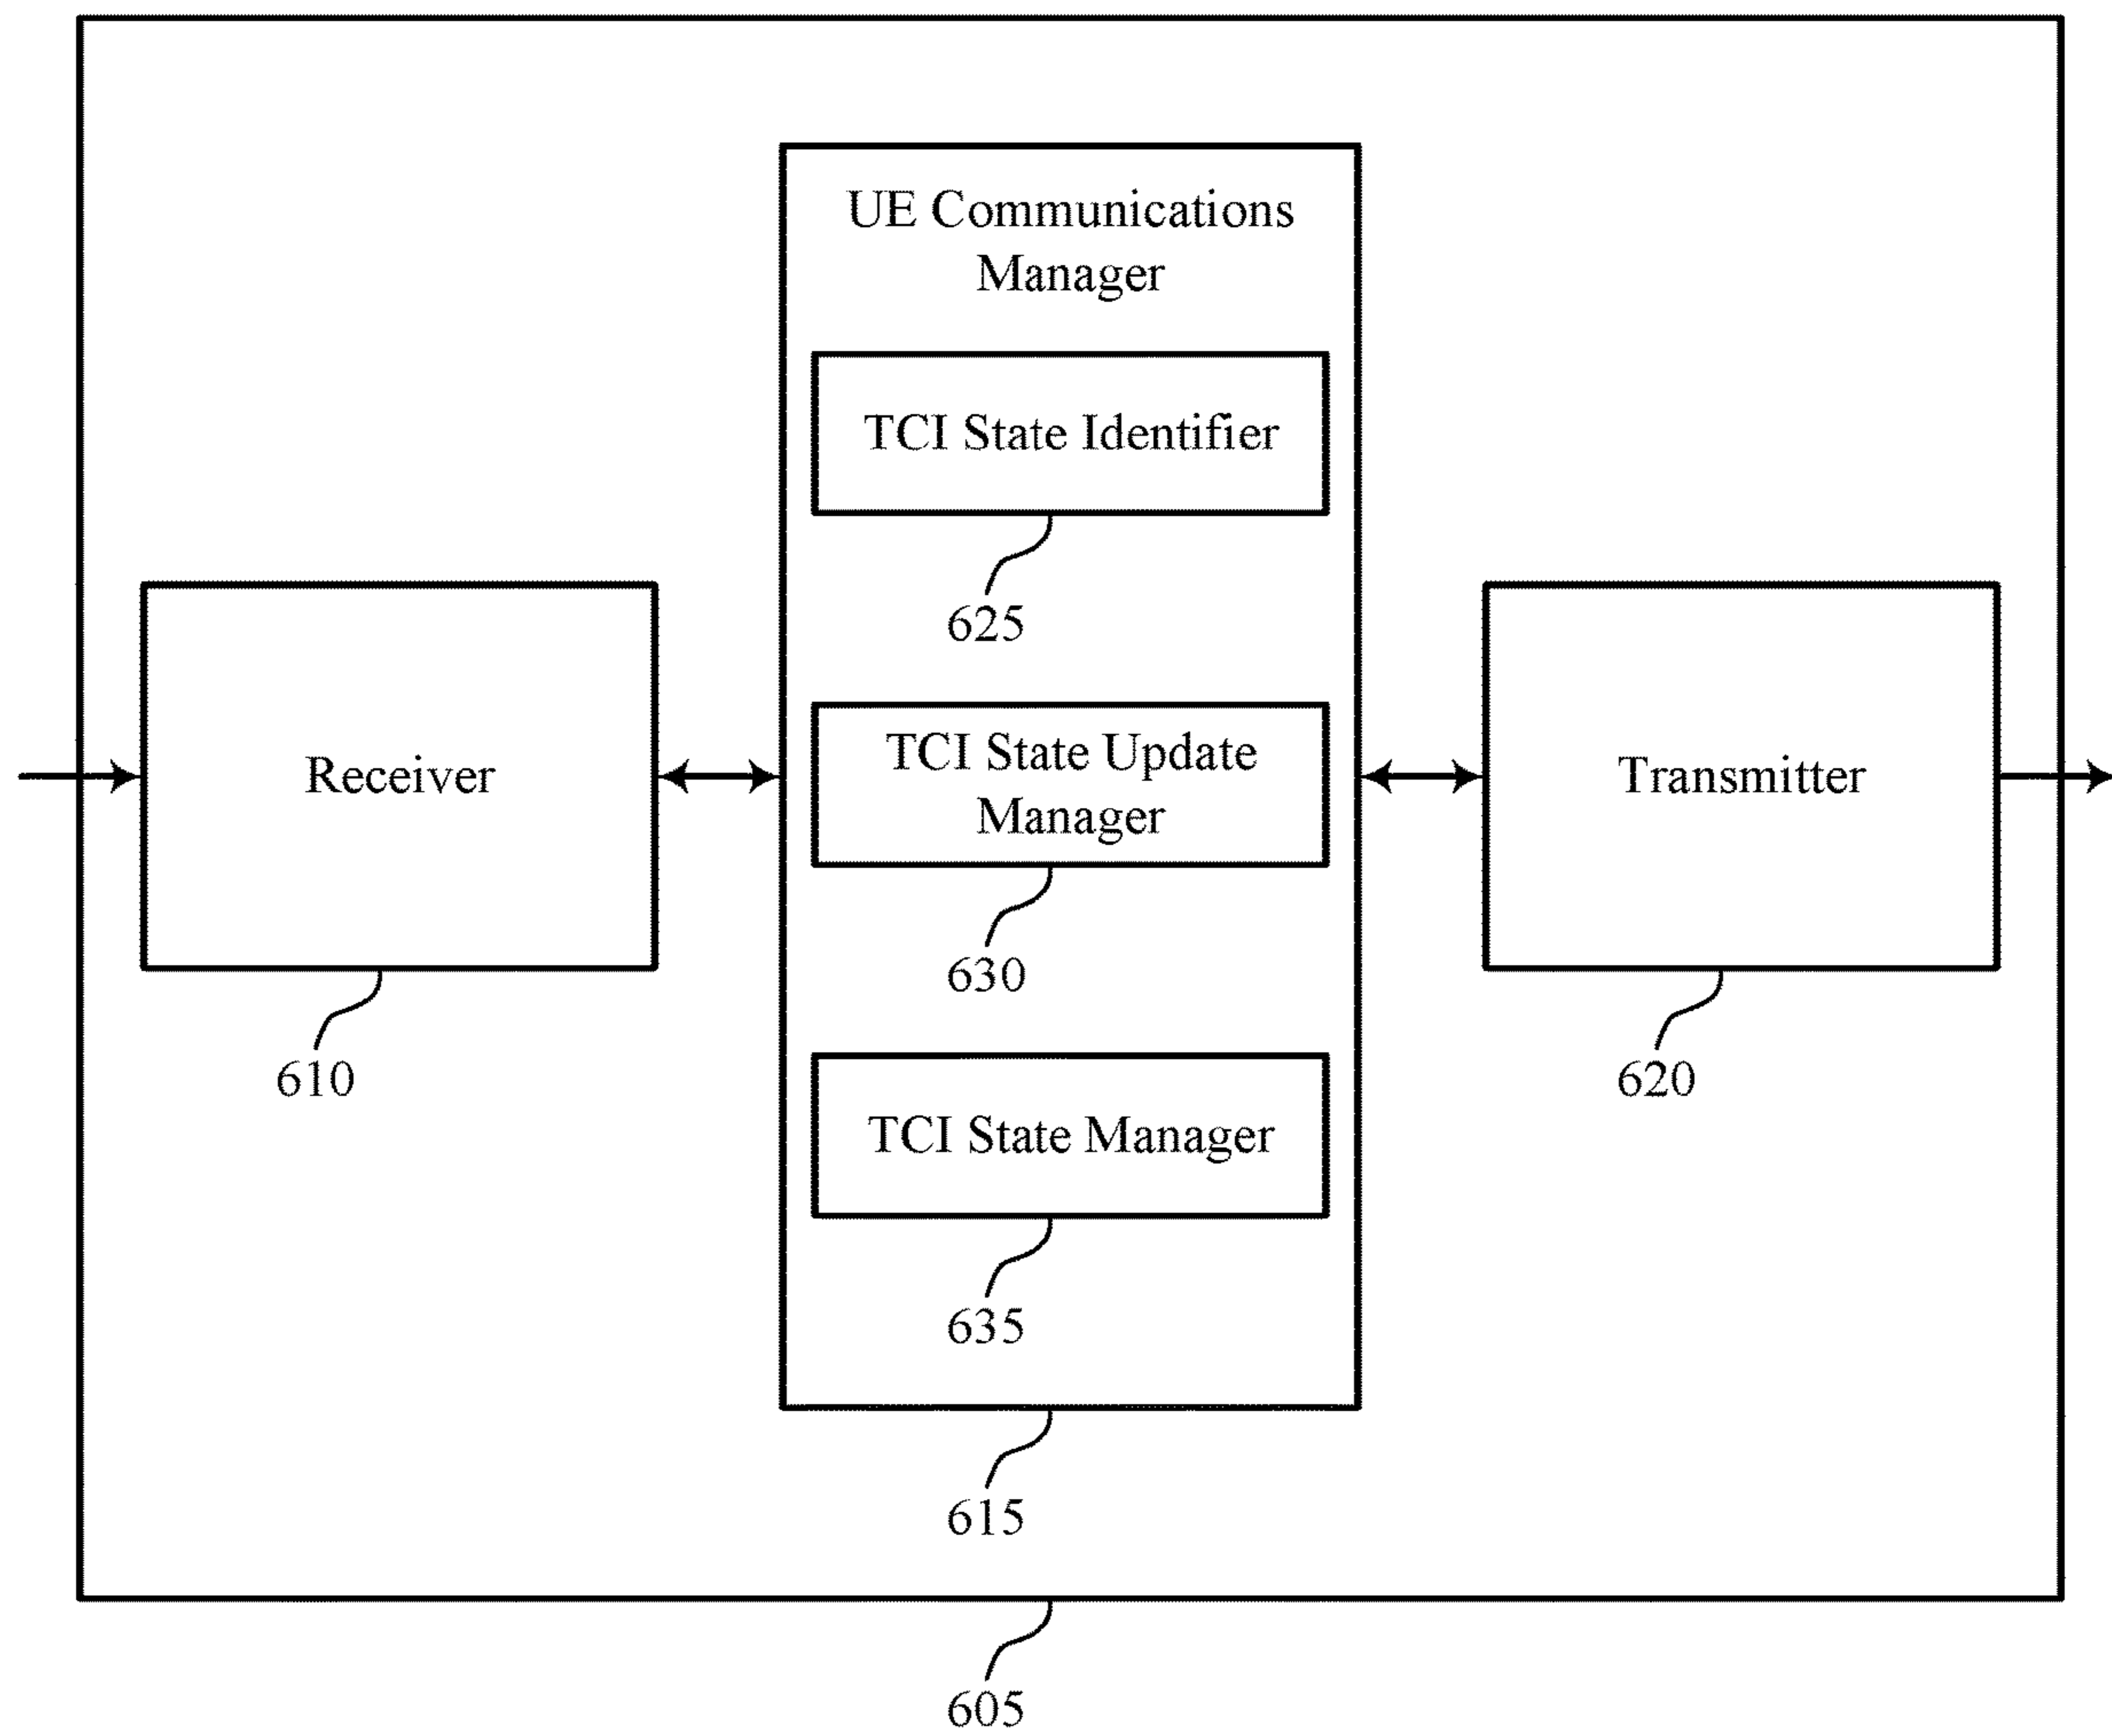 UE Communications
Manager
TCI State Identifier
625
Receiver
610
TCI State Update
Manager
630
Transmitter
620
TCI State Manager
635
615
605